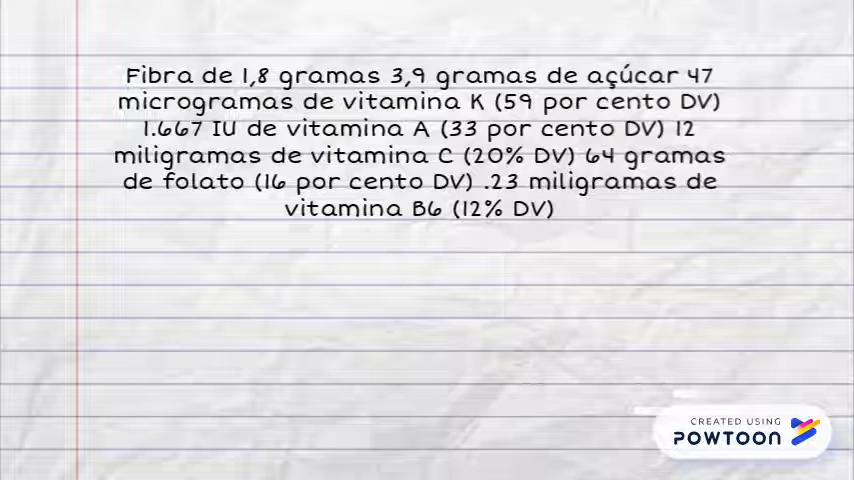 Fibra de 1,8 gramas 3,9 gramas de açúcar 47
microgramas de vitamina K (59 por cento DV)
1.667 IU de vitamina A (33 por cento DV) 12
miligramas de vitamina C (20% DV) 64 gramas
de folato (16 por cento DV) .23 miligramas de
vitamina B6 (12% DV)
CREATED USING
POWTOON